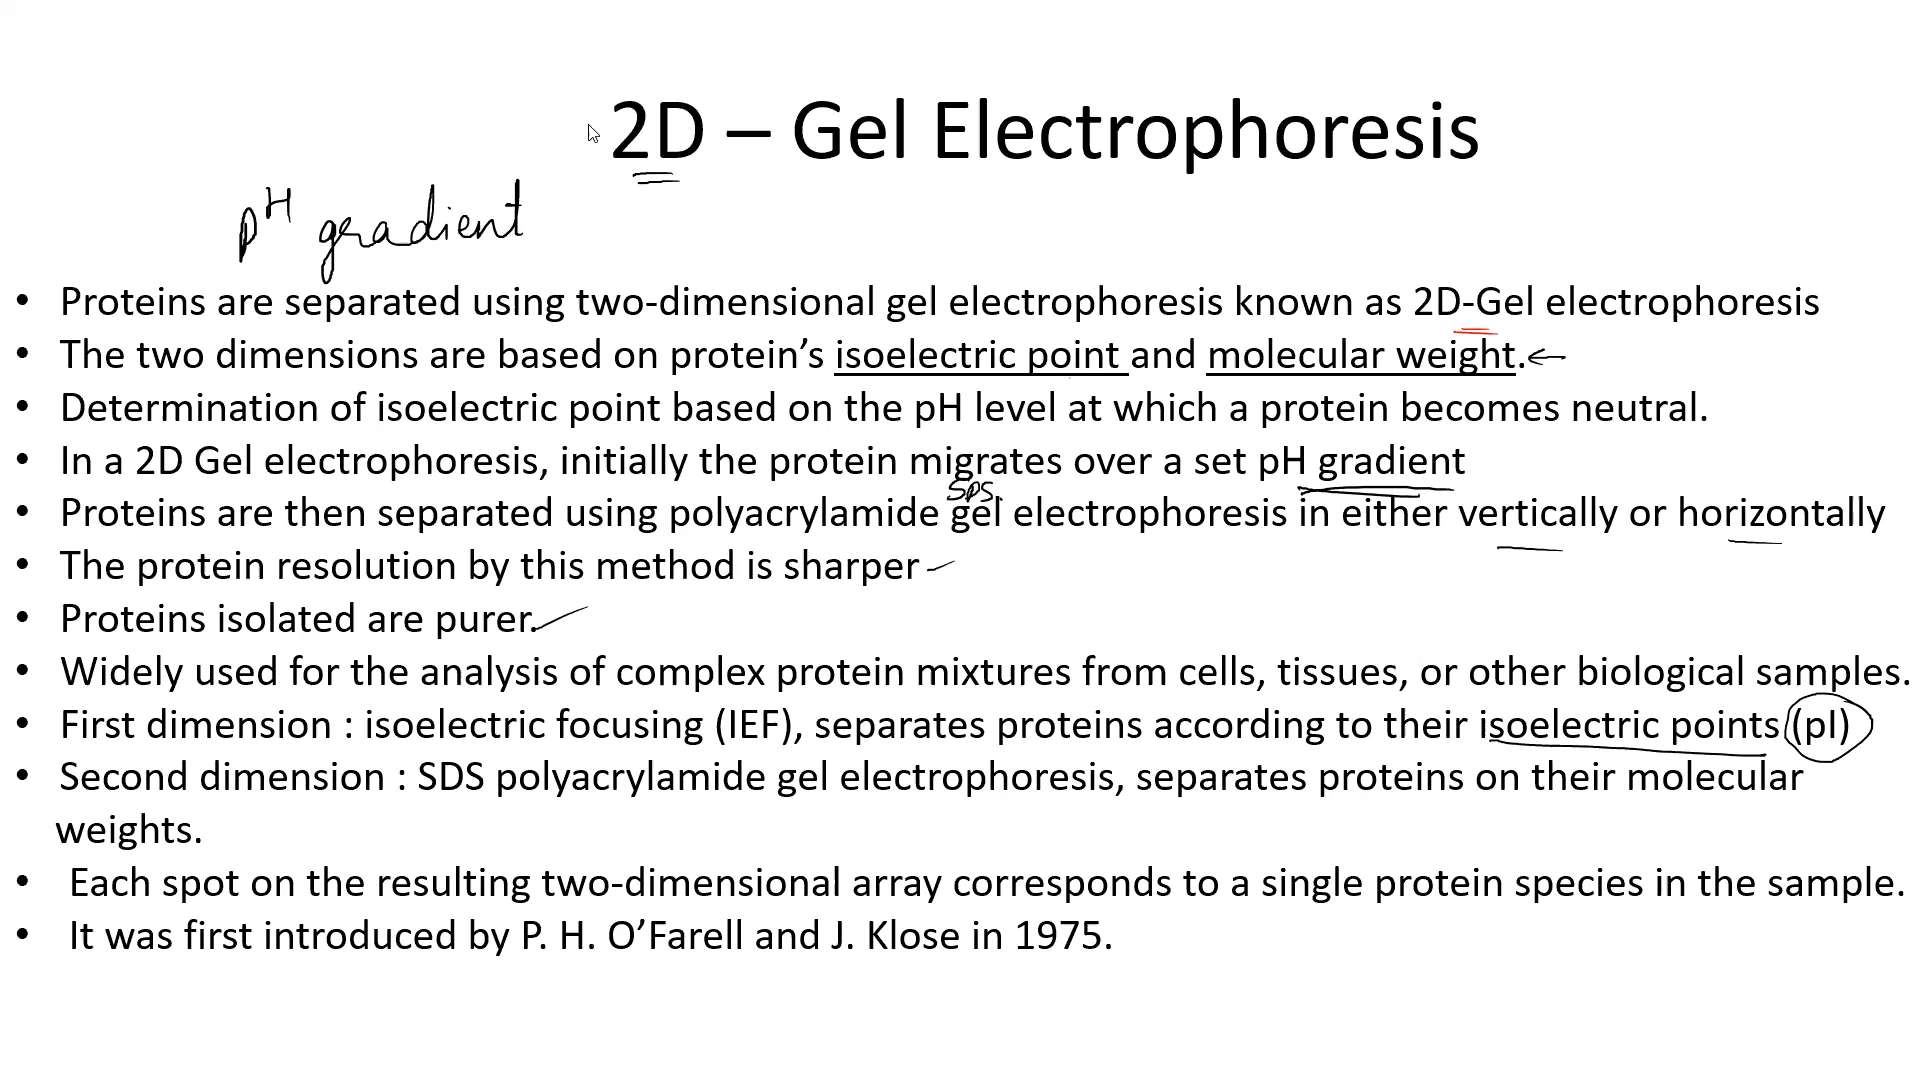 2D – Gel Electrophoresis
pH gradient
• Proteins are separated using two-dimensional gel electrophoresis known as 2D-Gel electrophoresis
• The two dimensions are based on protein’s isoelectric point and molecular weight.←
• Determination of isoelectric point based on the pH level at which a protein becomes neutral.
• In a 2D Gel electrophoresis, initially the protein migrates over a set pH gradient
SDS
• Proteins are then separated using polyacrylamide gel electrophoresis in either vertically or horizontally
• The protein resolution by this method is sharper
• Proteins isolated are purer.
• Widely used for the analysis of complex protein mixtures from cells, tissues, or other biological samples.
• First dimension : isoelectric focusing (IEF), separates proteins according to their isoelectric points (pI)
• Second dimension : SDS polyacrylamide gel electrophoresis, separates proteins on their molecular
weights.
• Each spot on the resulting two-dimensional array corresponds to a single protein species in the sample.
• It was first introduced by P. H. O’Farell and J. Klose in 1975.